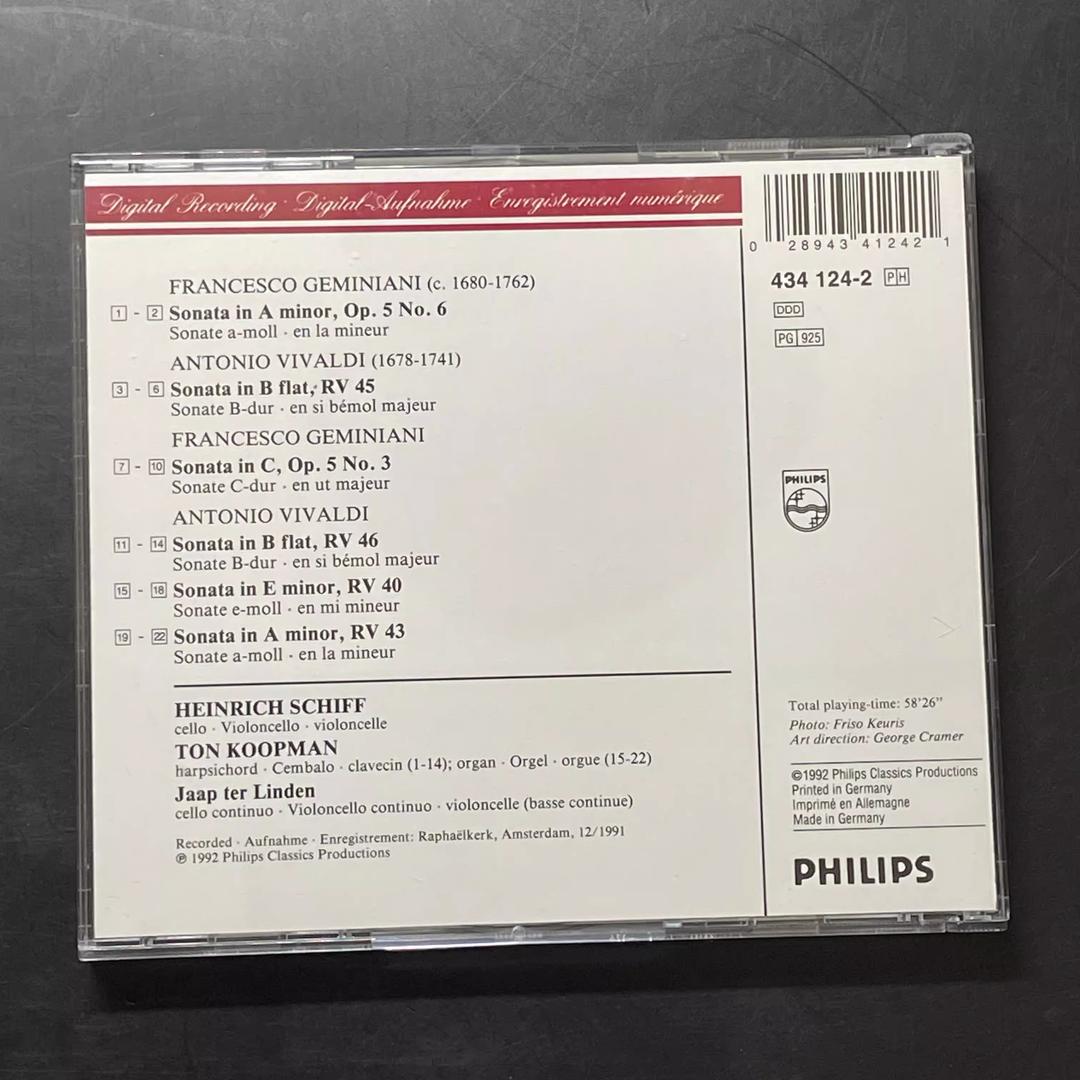 Digital Recording · Digital-Aufnahme · Enregistrement numérique
FRANCESCO GEMINIANI (c. 1680-1762)
1 - 2 Sonata in A minor, Op. 5 No. 6
Sonate a-moll · en la mineur
ANTONIO VIVALDI (1678-1741)
3 - 6 Sonata in B flat, RV 45
Sonate B-dur · en si bémol majeur
FRANCESCO GEMINIANI
7 - 10 Sonata in C, Op. 5 No. 3
Sonate C-dur · en ut majeur
ANTONIO VIVALDI
11 - 14 Sonata in B flat, RV 46
Sonate B-dur · en si bémol majeur
15 - 18 Sonata in E minor, RV 40
Sonate e-moll · en mi mineur
19 - 22 Sonata in A minor, RV 43
Sonate a-moll · en la mineur
HEINRICH SCHIFF
cello · Violoncello · violoncelle
TON KOOPMAN
harpsichord · Cembalo · clavecin (1-14); organ · Orgel · orgue (15-22)
Jaap ter Linden
cello continuo · Violoncello continuo · violoncelle (basse continue)
Recorded · Aufnahme · Enregistrement: Raphaëlkerk, Amsterdam, 12/1991
℗ 1992 Philips Classics Productions
0 28943 41242 1
434 124-2 PH
DDD
PG 925
PHILIPS
Total playing-time: 58'26"
Photo: Friso Keuris
Art direction: George Cramer
©1992 Philips Classics Productions
Printed in Germany
Imprimé en Allemagne
Made in Germany
PHILIPS